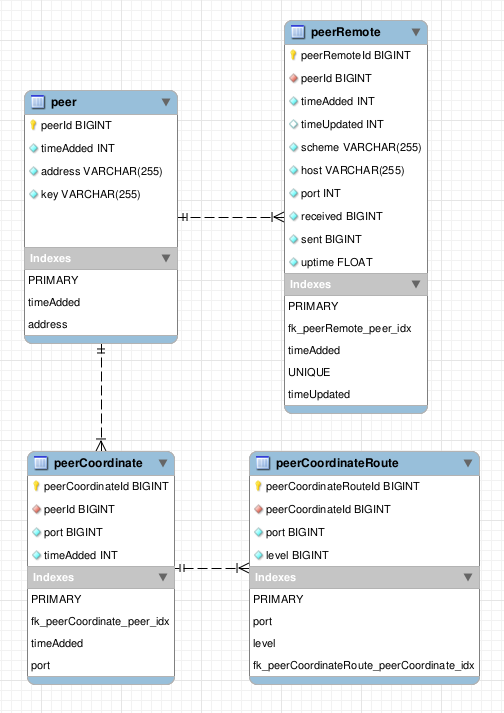 peer
peerId BIGINT
timeAdded INT
address VARCHAR(255)
key VARCHAR(255)
Indexes
PRIMARY
timeAdded
address
peerRemote
peerRemoteId BIGINT
peerId BIGINT
timeAdded INT
timeUpdated INT
scheme VARCHAR(255)
host VARCHAR(255)
port INT
received BIGINT
sent BIGINT
uptime FLOAT
Indexes
PRIMARY
fk_peerRemote_peer_idx
timeAdded
UNIQUE
timeUpdated
peerCoordinate
peerCoordinateId BIGINT
peerId BIGINT
port BIGINT
timeAdded INT
Indexes
PRIMARY
fk_peerCoordinate_peer_idx
timeAdded
port
peerCoordinateRoute
peerCoordinateRouteId BIGINT
peerCoordinateId BIGINT
port BIGINT
level BIGINT
Indexes
PRIMARY
port
level
fk_peerCoordinateRoute_peerCoordinate_idx